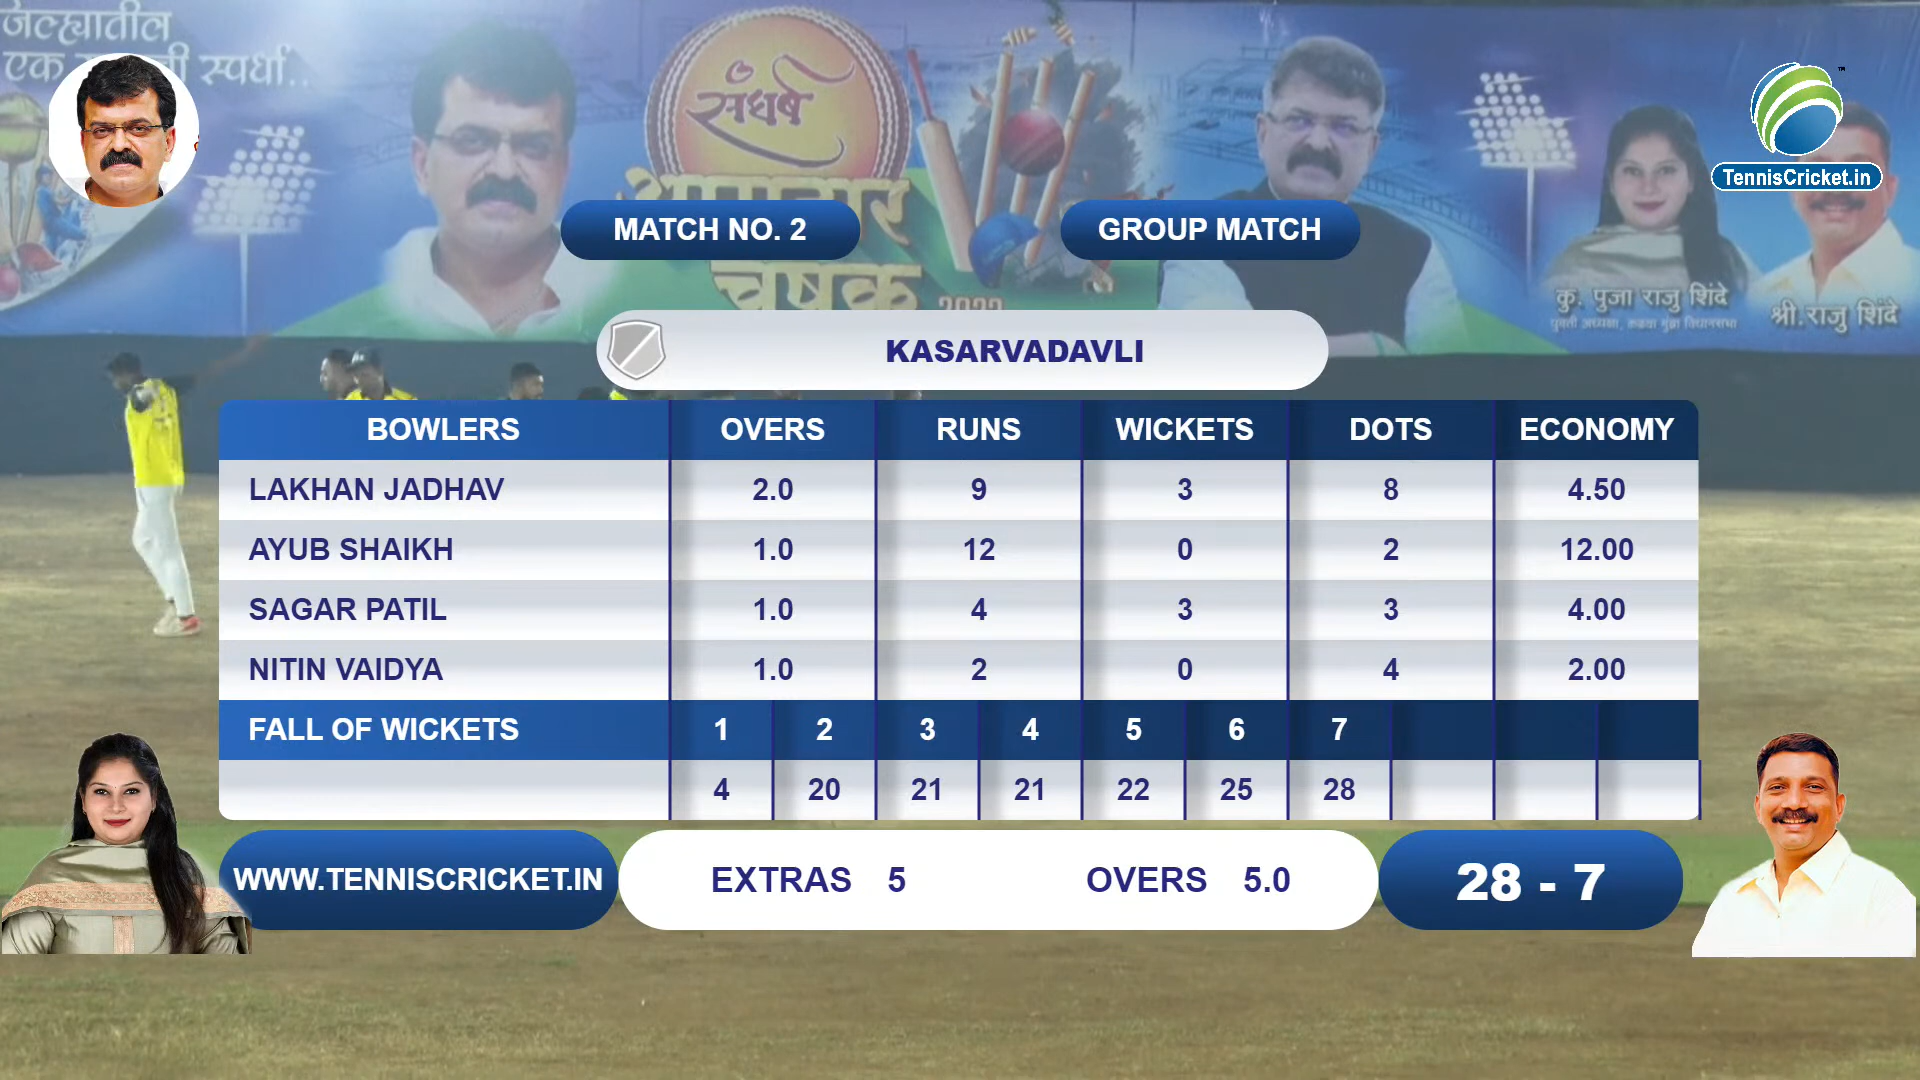 जिल्ह्यातील
एक स्पर्धा..
संघर्ष
चषक
2022
TennisCricket.in
MATCH NO. 2
GROUP MATCH
कु. पुजा राजु शिंदे
श्री. राजु शिंदे
KASARVADAVLI
BOWLERS OVERS RUNS WICKETS DOTS ECONOMY
LAKHAN JADHAV 2.0 9 3 8 4.50
AYUB SHAIKH 1.0 12 0 2 12.00
SAGAR PATIL 1.0 4 3 3 4.00
NITIN VAIDYA 1.0 2 0 4 2.00
FALL OF WICKETS 1 2 3 4 5 6 7
4 20 21 21 22 25 28
WWW.TENNISCRICKET.IN
EXTRAS 5 OVERS 5.0
28 - 7